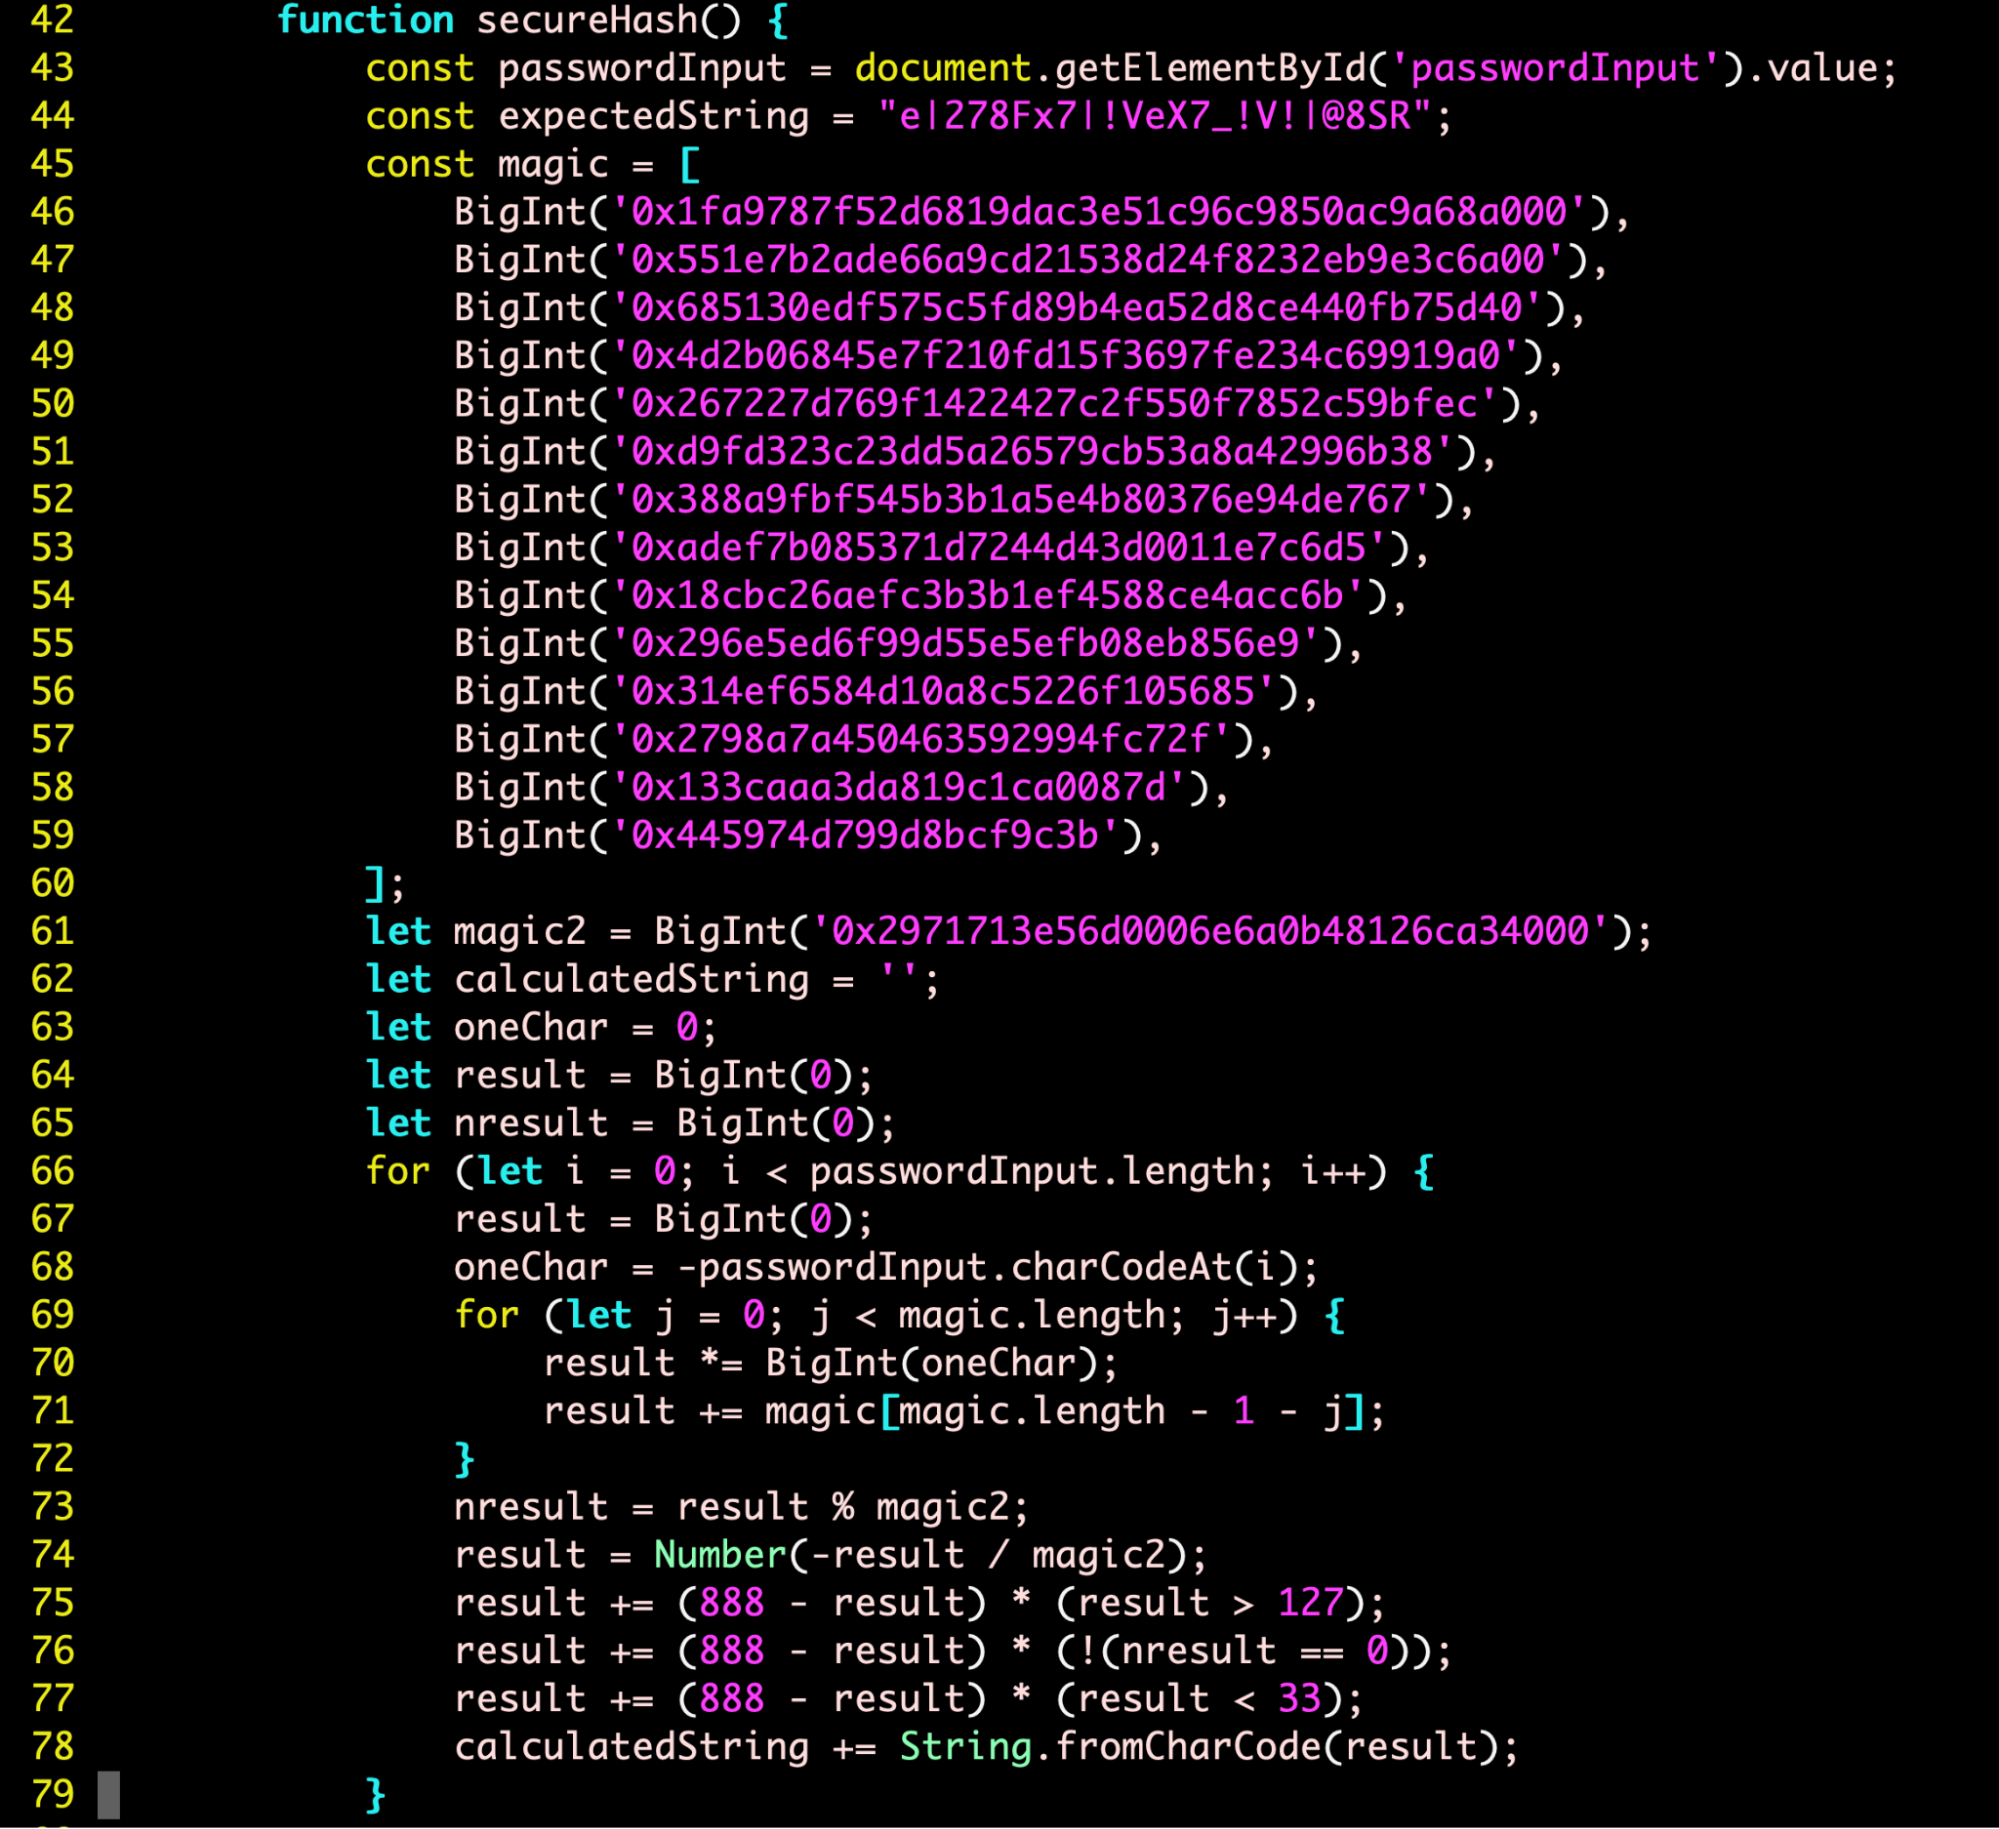 42         function secureHash() {
43             const passwordInput = document.getElementById('passwordInput').value;
44             const expectedString = "e|278Fx7|!VeX7_!V!|@8SR";
45             const magic = [
46                 BigInt('0x1fa9787f52d6819dac3e51c96c9850ac9a68a000'),
47                 BigInt('0x551e7b2ade66a9cd21538d24f8232eb9e3c6a00'),
48                 BigInt('0x685130edf575c5fd89b4ea52d8ce440fb75d40'),
49                 BigInt('0x4d2b06845e7f210fd15f3697fe234c69919a0'),
50                 BigInt('0x267227d769f1422427c2f550f7852c59bfec'),
51                 BigInt('0xd9fd323c23dd5a26579cb53a8a42996b38'),
52                 BigInt('0x388a9fbf545b3b1a5e4b80376e94de767'),
53                 BigInt('0xadef7b085371d7244d43d0011e7c6d5'),
54                 BigInt('0x18cbc26aefc3b3b1ef4588ce4acc6b'),
55                 BigInt('0x296e5ed6f99d55e5efb08eb856e9'),
56                 BigInt('0x314ef6584d10a8c5226f105685'),
57                 BigInt('0x2798a7a450463592994fc72f'),
58                 BigInt('0x133caaa3da819c1ca0087d'),
59                 BigInt('0x445974d799d8bcf9c3b'),
60             ];
61             let magic2 = BigInt('0x2971713e56d0006e6a0b48126ca34000');
62             let calculatedString = '';
63             let oneChar = 0;
64             let result = BigInt(0);
65             let nresult = BigInt(0);
66             for (let i = 0; i < passwordInput.length; i++) {
67                 result = BigInt(0);
68                 oneChar = -passwordInput.charCodeAt(i);
69                 for (let j = 0; j < magic.length; j++) {
70                     result *= BigInt(oneChar);
71                     result += magic[magic.length - 1 - j];
72                 }
73                 nresult = result % magic2;
74                 result = Number(-result / magic2);
75                 result += (888 - result) * (result > 127);
76                 result += (888 - result) * (!(nresult == 0));
77                 result += (888 - result) * (result < 33);
78                 calculatedString += String.fromCharCode(result);
79             }